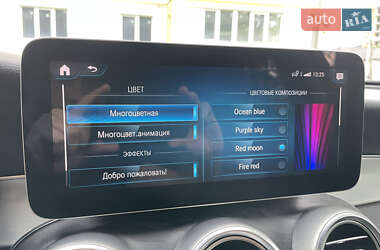 auto RIA
13:25
ЦВЕТ
ЦВЕТОВЫЕ КОМПОЗИЦИИ
Многоцветная
Многоцвет.анимация
ЭФФЕКТЫ
Добро пожаловать!
Ocean blue
Purple sky
Red moon
Fire red